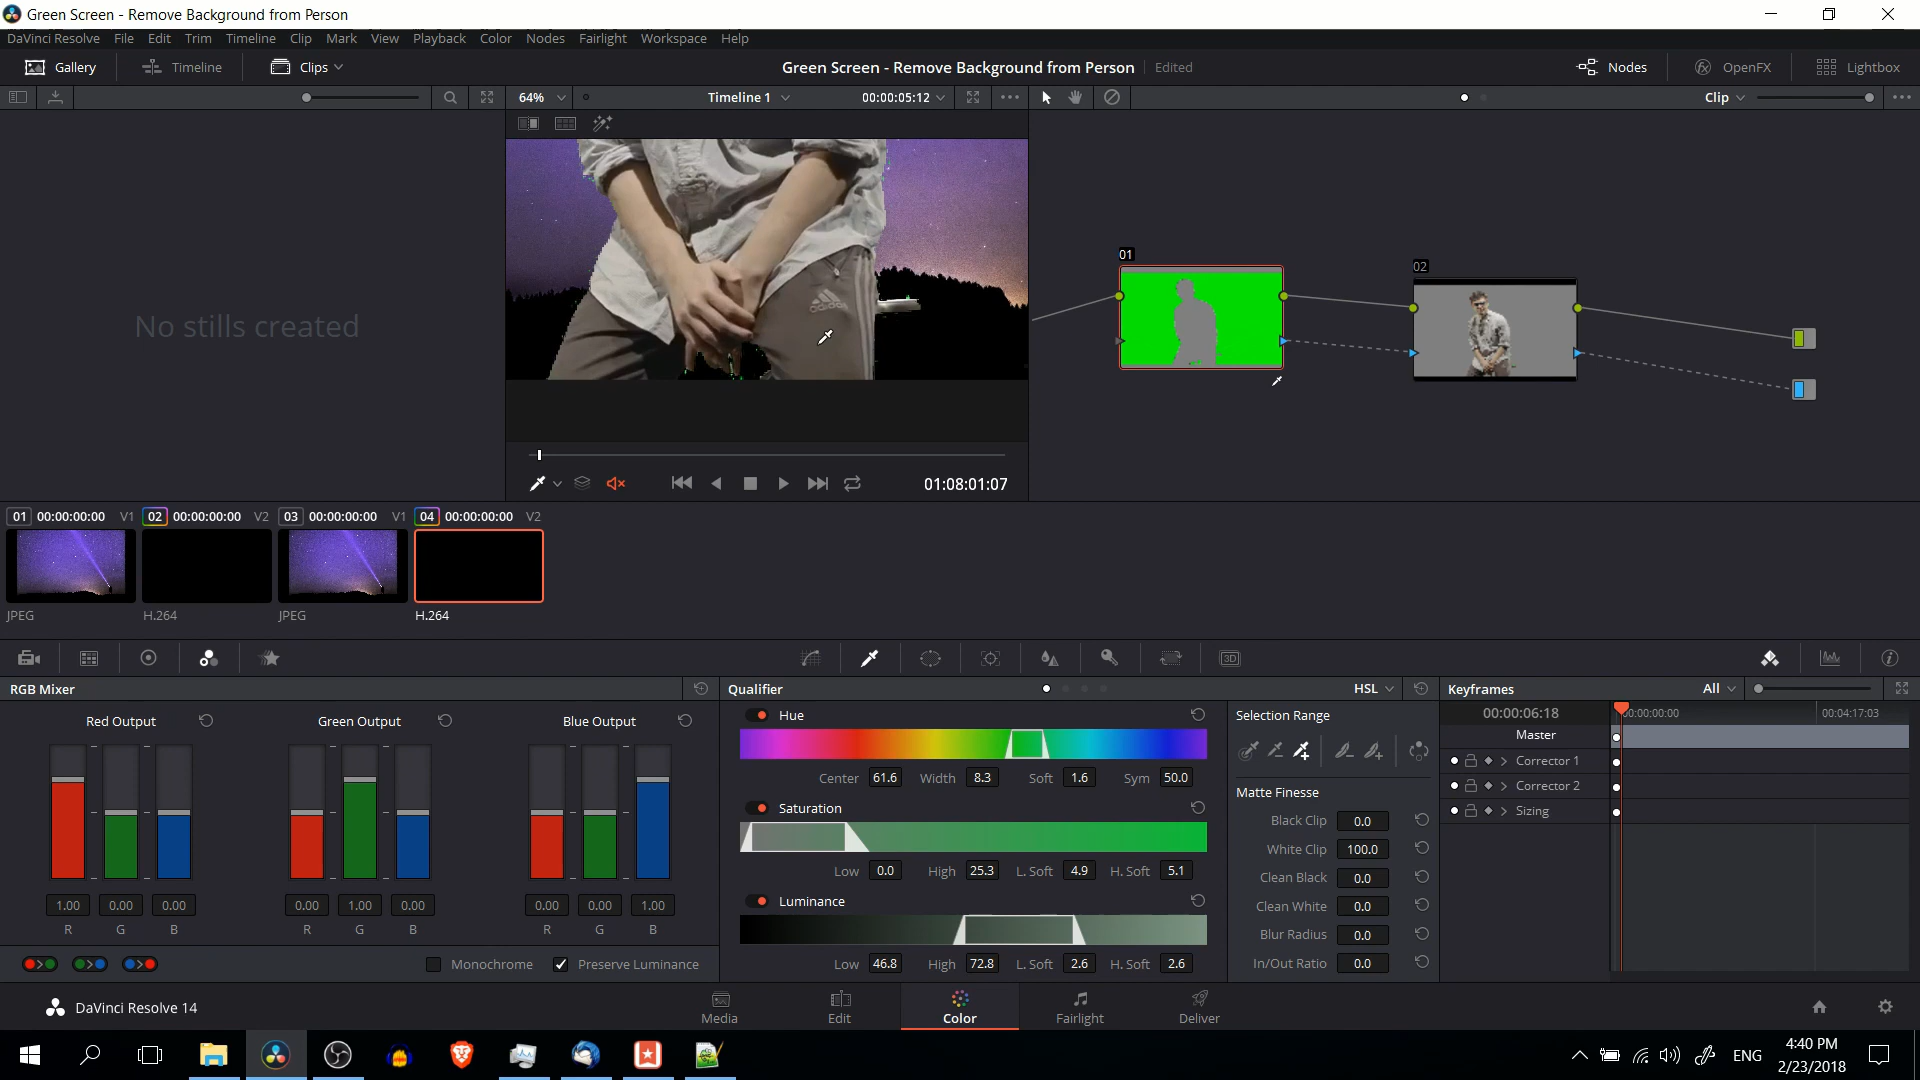 Green Screen - Remove Background from Person
DaVinci Resolve File Edit Trim Timeline Clip Mark View Playback Color Nodes Fairlight Workspace Help
Gallery Timeline Clips Green Screen - Remove Background from Person Edited Nodes OpenFX Lightbox
64% Timeline 1 00:00:05:12 Clip
No stills created
01
02
adidas
01:08:01:07
01 00:00:00:00 V1 02 00:00:00:00 V2 03 00:00:00:00 V1 04 00:00:00:00 V2
JPEG H.264 JPEG H.264
3D
RGB Mixer Qualifier HSL Keyframes All
Red Output Green Output Blue Output
1.00 0.00 0.00 0.00 1.00 0.00 0.00 0.00 1.00
R G B R G B R G B
Monochrome Preserve Luminance
Hue
Center 61.6 Width 8.3 Soft 1.6 Sym 50.0
Saturation
Low 0.0 High 25.3 L. Soft 4.9 H. Soft 5.1
Luminance
Low 46.8 High 72.8 L. Soft 2.6 H. Soft 2.6
Selection Range
Matte Finesse
Black Clip 0.0
White Clip 100.0
Clean Black 0.0
Clean White 0.0
Blur Radius 0.0
In/Out Ratio 0.0
00:00:06:18 00:00:00:00 00:04:17:03
Master
Corrector 1
Corrector 2
Sizing
DaVinci Resolve 14 Media Edit Color Fairlight Deliver
ENG 4:40 PM
2/23/2018